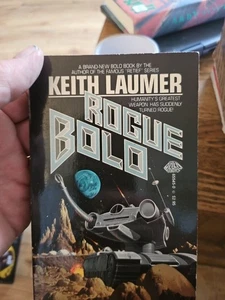 A BRAND NEW BOLO BOOK BY THE
AUTHOR OF THE FAMOUS "RETIEF" SERIES
KEITH LAUMER
HUMANITY'S GREATEST
WEAPON HAS SUDDENLY
TURNED ROGUE!
ROGUE
BOLO